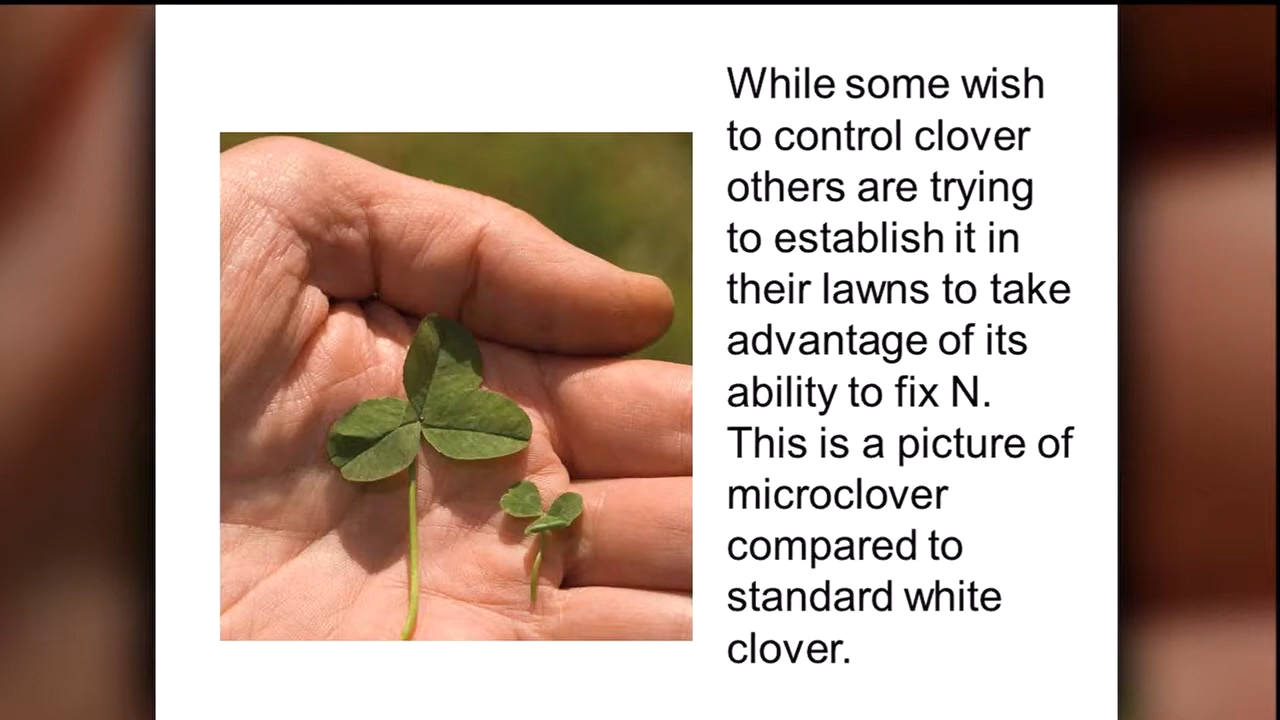 While some wish
to control clover
others are trying
to establish it in
their lawns to take
advantage of its
ability to fix N.
This is a picture of
microclover
compared to
standard white
clover.